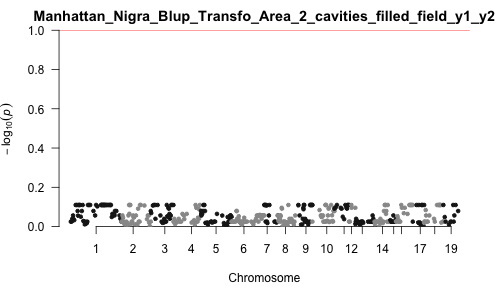 Manhattan_Nigra_Blup_Transfo_Area_2_cavities_filled_field_y1_y2
1.0
0.8
0.6
0.4
0.2
0.0
− log10(p)
1 2 3 4 5 6 7 8 9 10 12 14 17 19
Chromosome